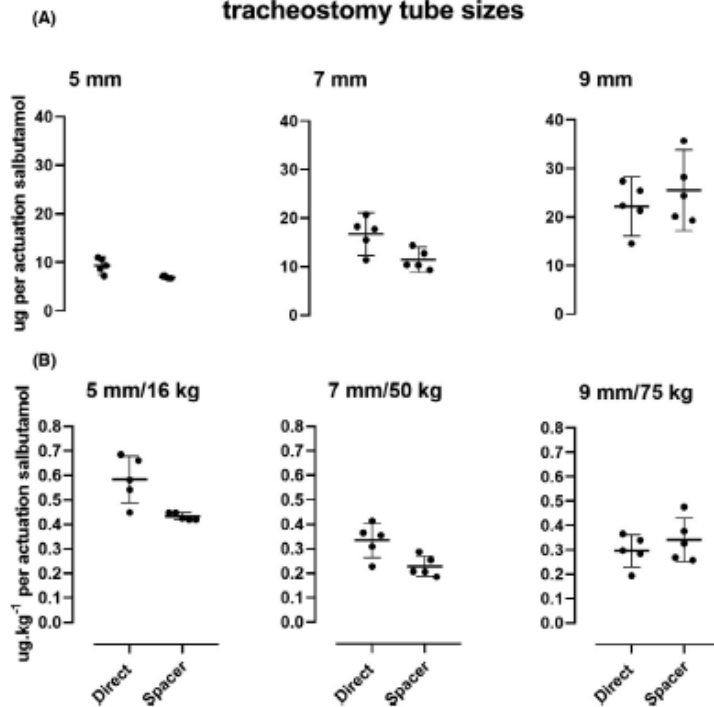 tracheostomy tube sizes
(A)
5 mm
7 mm
9 mm
ug per actuation salbutamol
40
30
20
10
0
40
30
20
10
0
40
30
20
10
0
(B)
5 mm/16 kg
7 mm/50 kg
9 mm/75 kg
ug.kg⁻¹ per actuation salbutamol
0.8
0.7
0.6
0.5
0.4
0.3
0.2
0.1
0.0
0.8
0.7
0.6
0.5
0.4
0.3
0.2
0.1
0.0
0.8
0.7
0.6
0.5
0.4
0.3
0.2
0.1
0.0
Direct
Spacer
Direct
Spacer
Direct
Spacer